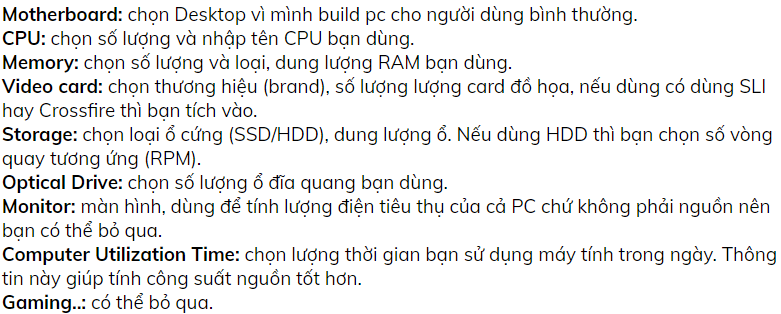 Motherboard: chọn Desktop vì mình build pc cho người dùng bình thường.
CPU: chọn số lượng và nhập tên CPU bạn dùng.
Memory: chọn số lượng và loại, dung lượng RAM bạn dùng.
Video card: chọn thương hiệu (brand), số lượng lượng card đồ họa, nếu dùng có dùng SLI
hay Crossfire thì bạn tích vào.
Storage: chọn loại ổ cứng (SSD/HDD), dung lượng ổ. Nếu dùng HDD thì bạn chọn số vòng
quay tương ứng (RPM).
Optical Drive: chọn số lượng ổ đĩa quang bạn dùng.
Monitor: màn hình, dùng để tính lượng điện tiêu thụ của cả PC chứ không phải nguồn nên
bạn có thể bỏ qua.
Computer Utilization Time: chọn lượng thời gian bạn sử dụng máy tính trong ngày. Thông
tin này giúp tính công suất nguồn tốt hơn.
Gaming..: có thể bỏ qua.